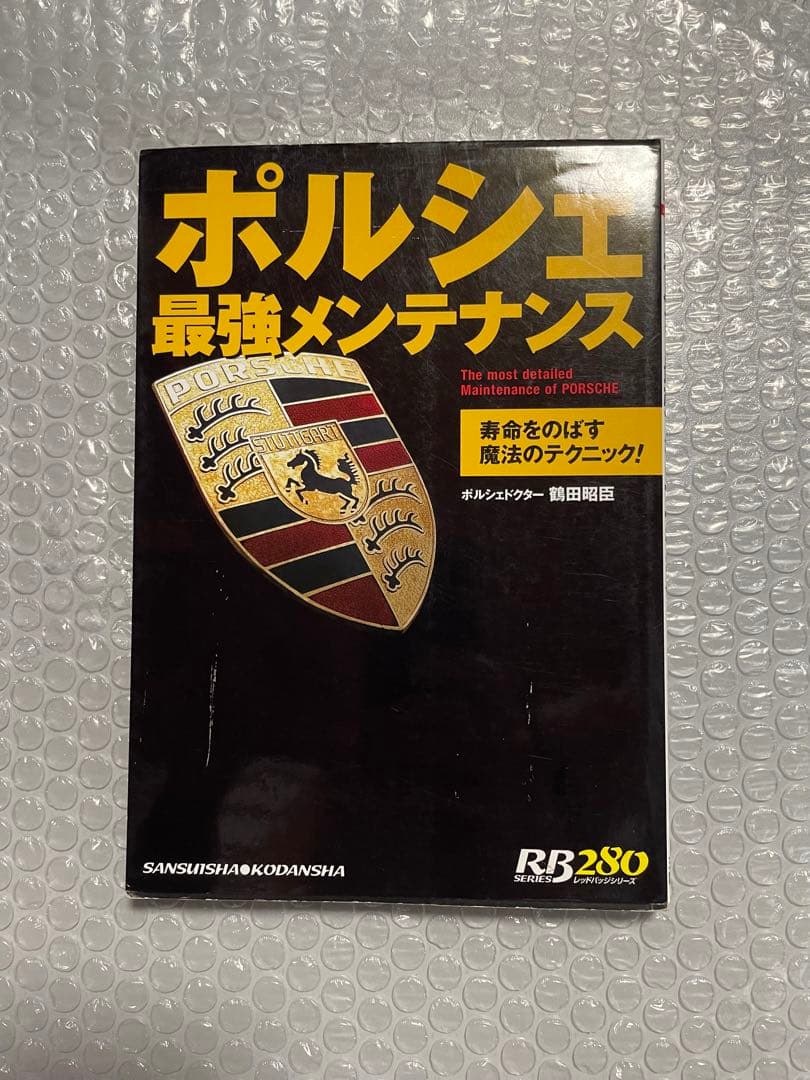 ポルシェ
最強メンテナンス
The most detailed
Maintenance of PORSCHE
PORSCHE
STUTTGART
寿命をのばす
魔法のテクニック!
ポルシェドクター 鶴田昭臣
SANSUISHA●KODANSHA
RB280
SERIES
レッドバッジシリーズ